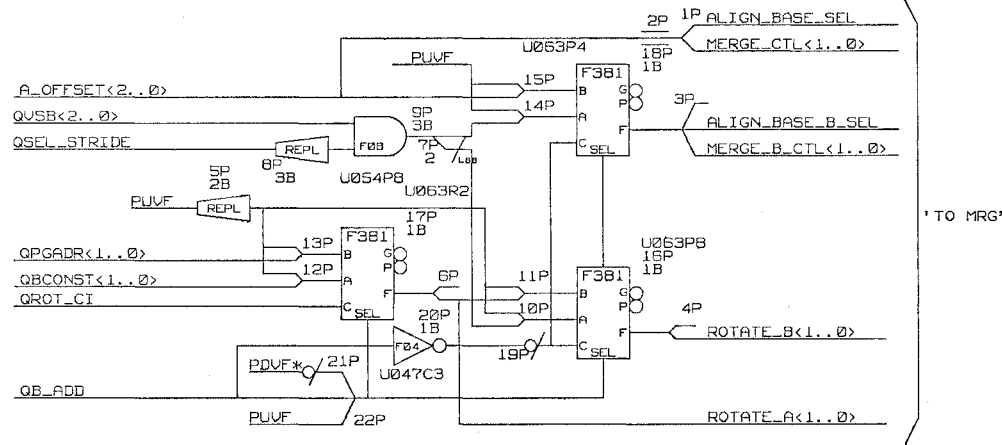 2P 1P ALIGN_BASE_SEL
U063P4 18P MERGE_CTL<1..0>
1B
PUVF F381
15P B G
A_OFFSET<2..0> P
14P A
QVSB<2..0> 9P 3P
3B F ALIGN_BASE_B_SEL
QSEL_STRIDE REPL F08 7P C SEL
2 L00 MERGE_B_CTL<1..0>
8P
3B U054P8
5P
2B U063R2
PUVF REPL 17P 'TO MRG'
1B
F381 U063P8
QPGADR<1..0> 13P B G 16P
P 1B
12P F381
QBCONST<1..0> A 6P 11P B G
F P
QROT_CI C SEL 10P A 4P
20P F ROTATE_B<1..0>
1B
F04 19P C SEL
PDVF* 21P
U047C3
QB_ADD
PUVF 22P ROTATE_A<1..0>